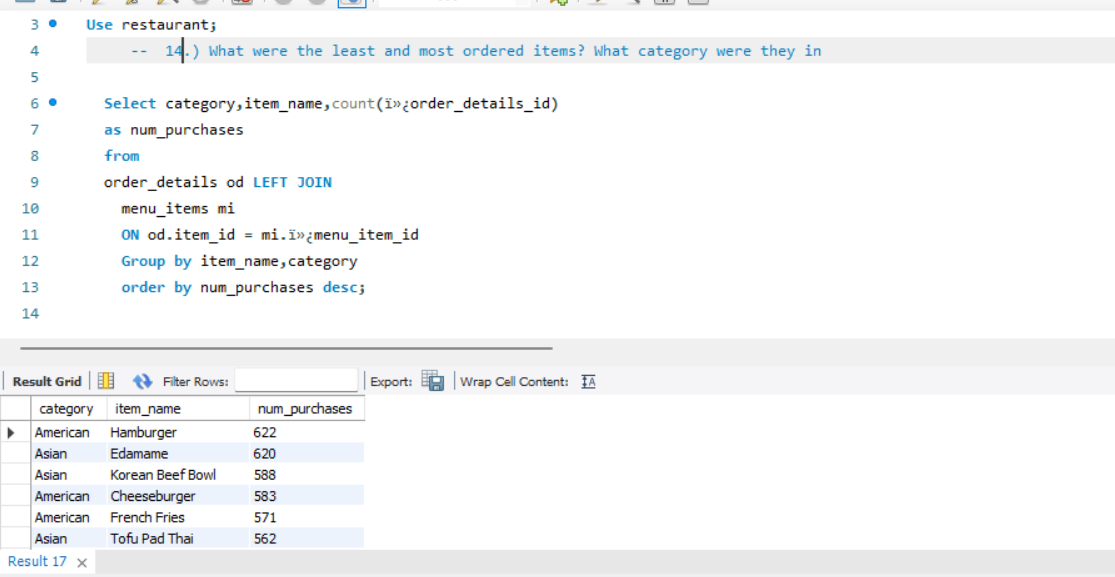 3 Use restaurant;
4 -- 14.) What were the least and most ordered items? What category were they in
5
6 Select category,item_name,count(ï»¿order_details_id)
7 as num_purchases
8 from
9 order_details od LEFT JOIN
10 menu_items mi
11 ON od.item_id = mi.ï»¿menu_item_id
12 Group by item_name,category
13 order by num_purchases desc;
14
Result Grid Filter Rows: Export: Wrap Cell Content: IA
category item_name num_purchases
American Hamburger 622
Asian Edamame 620
Asian Korean Beef Bowl 588
American Cheeseburger 583
American French Fries 571
Asian Tofu Pad Thai 562
Result 17 ×